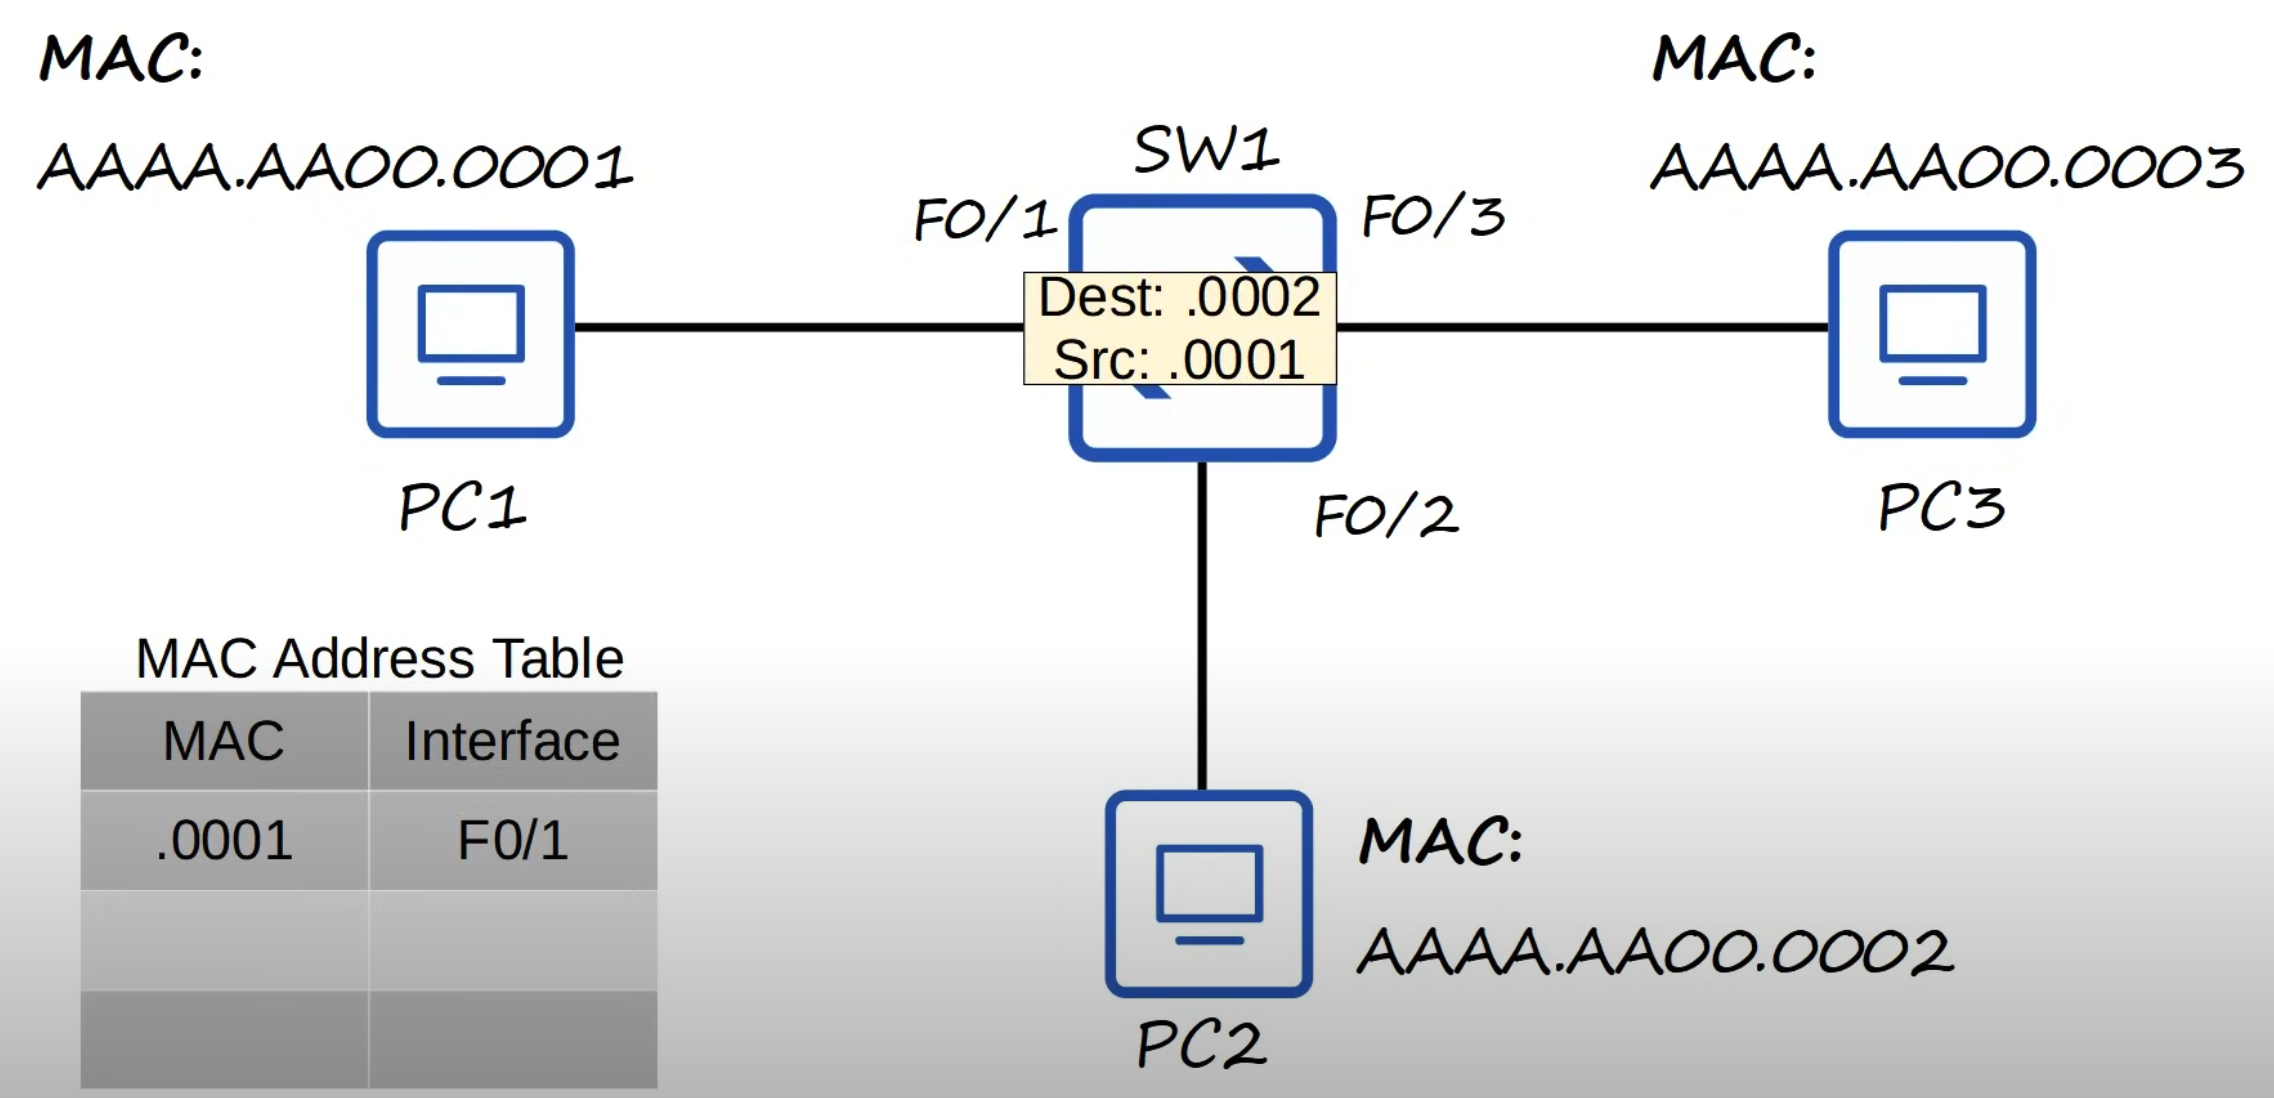 MAC:
AAAA.AA00.0001
PC1
SW1
F0/1
F0/3
Dest: .0002
Src: .0001
F0/2
MAC:
AAAA.AA00.0003
PC3
MAC Address Table
MAC Interface
.0001 F0/1
MAC:
AAAA.AA00.0002
PC2